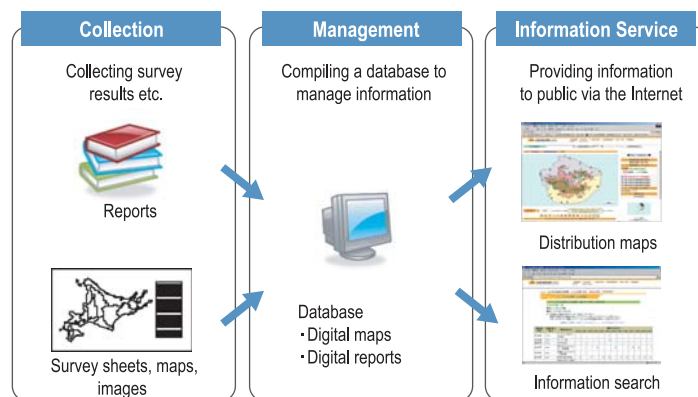 Collection
Collecting survey
results etc.
Reports
Survey sheets, maps,
images
Management
Compiling a database to
manage information
Database
・Digital maps
・Digital reports
Information Service
Providing information
to public via the Internet
Distribution maps
Information search